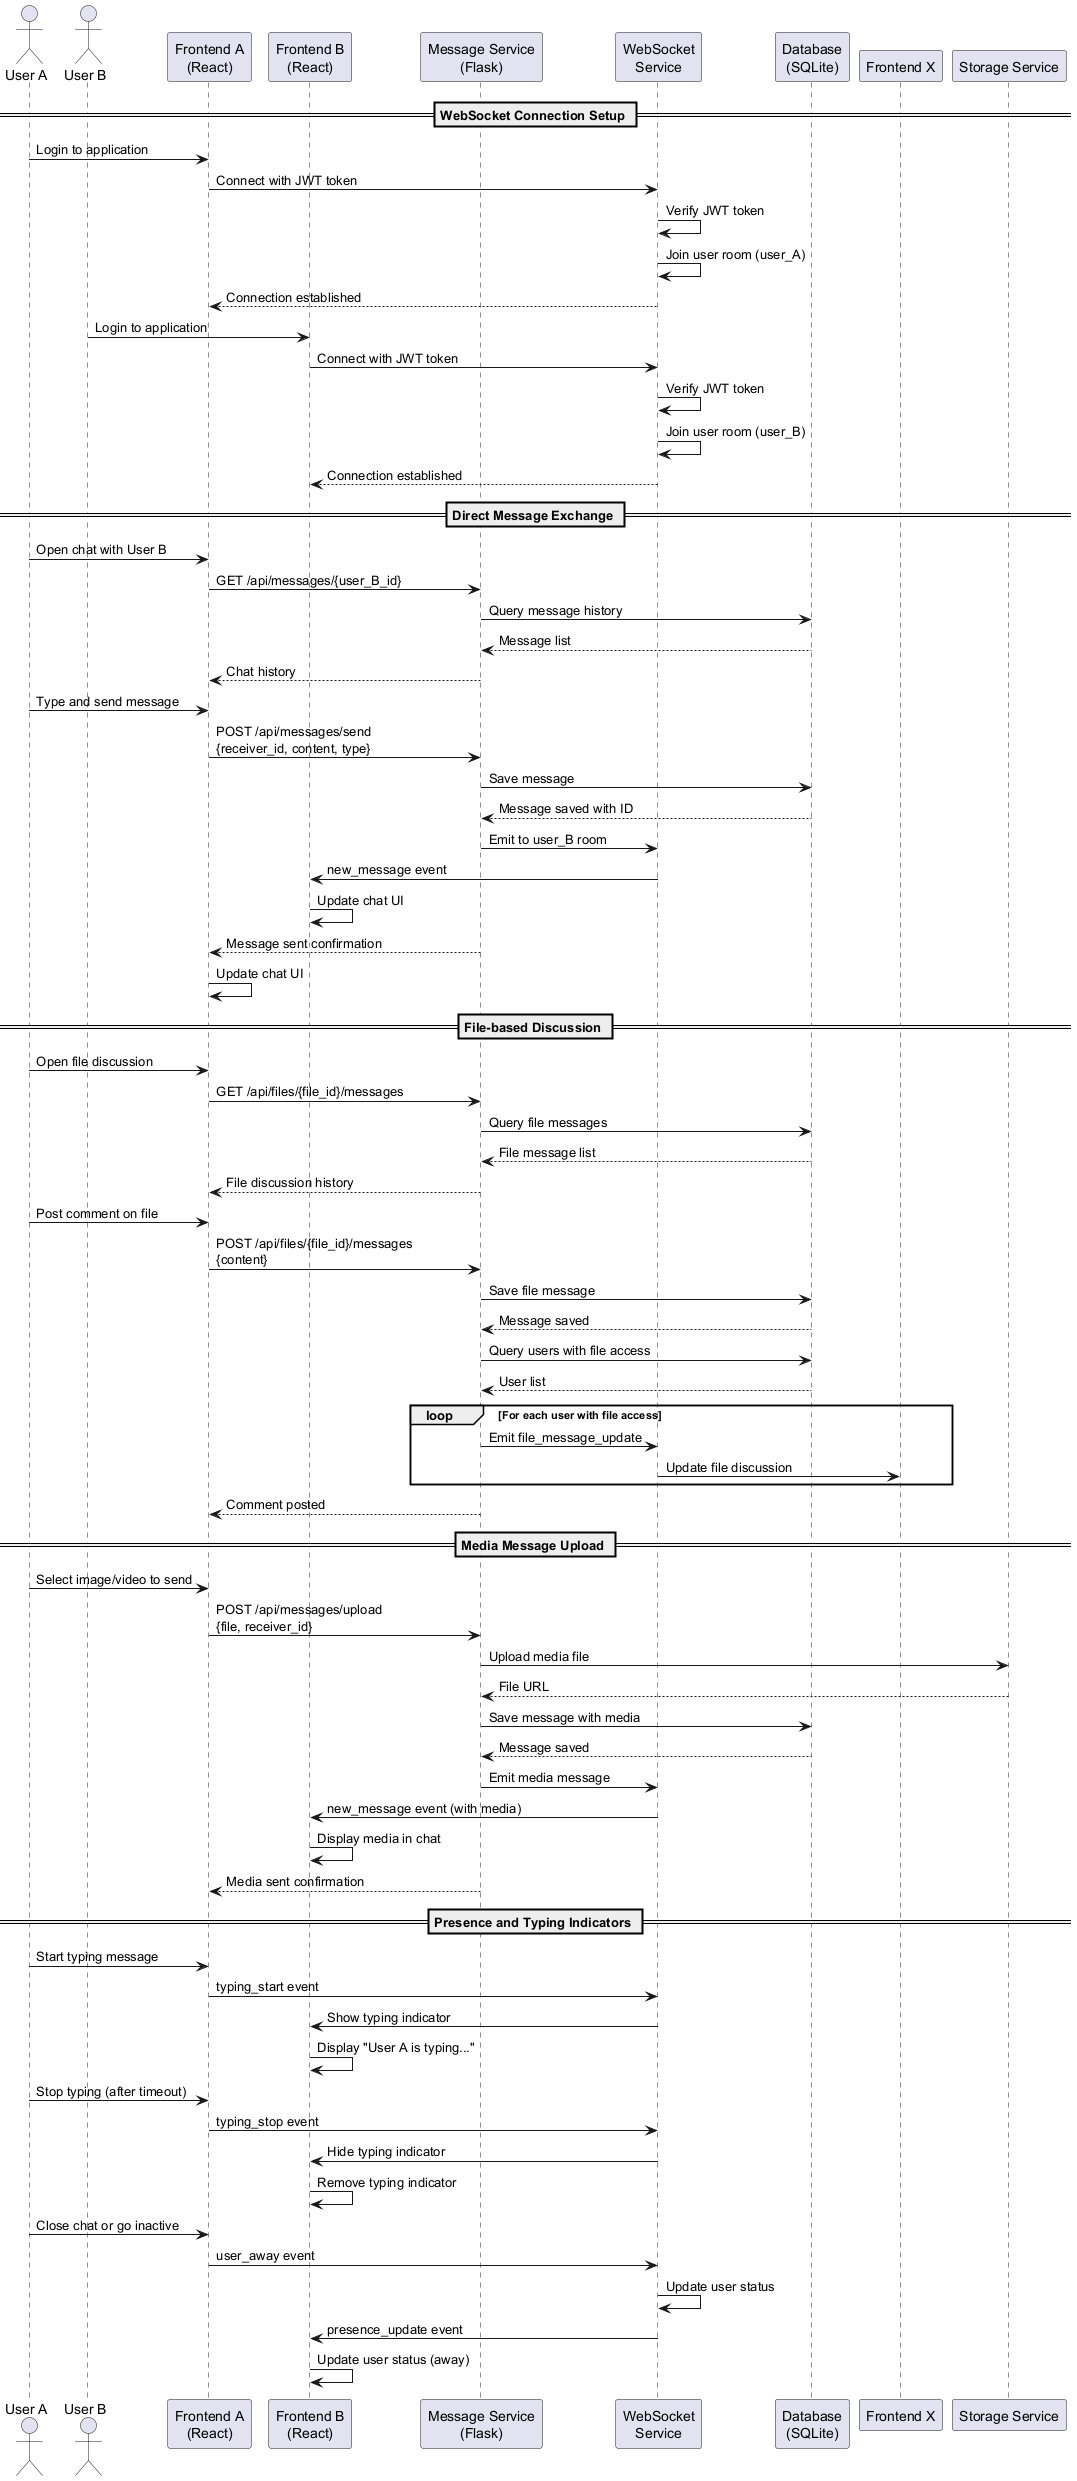 User A
User B
Frontend A
(React)
Frontend B
(React)
Message Service
(Flask)
WebSocket
Service
Database
(SQLite)
Frontend X
Storage Service
WebSocket Connection Setup
Login to application
Connect with JWT token
Verify JWT token
Join user room (user_A)
Connection established
Login to application
Connect with JWT token
Verify JWT token
Join user room (user_B)
Connection established
Direct Message Exchange
Open chat with User B
GET /api/messages/{user_B_id}
Query message history
Message list
Chat history
Type and send message
POST /api/messages/send
{receiver_id, content, type}
Save message
Message saved with ID
Emit to user_B room
new_message event
Update chat UI
Message sent confirmation
Update chat UI
File-based Discussion
Open file discussion
GET /api/files/{file_id}/messages
Query file messages
File message list
File discussion history
Post comment on file
POST /api/files/{file_id}/messages
{content}
Save file message
Message saved
Query users with file access
User list
loop [For each user with file access]
Emit file_message_update
Update file discussion
Comment posted
Media Message Upload
Select image/video to send
POST /api/messages/upload
{file, receiver_id}
Upload media file
File URL
Save message with media
Message saved
Emit media message
new_message event (with media)
Display media in chat
Media sent confirmation
Presence and Typing Indicators
Start typing message
typing_start event
Show typing indicator
Display "User A is typing..."
Stop typing (after timeout)
typing_stop event
Hide typing indicator
Remove typing indicator
Close chat or go inactive
user_away event
Update user status
presence_update event
Update user status (away)
User A
User B
Frontend A
(React)
Frontend B
(React)
Message Service
(Flask)
WebSocket
Service
Database
(SQLite)
Frontend X
Storage Service